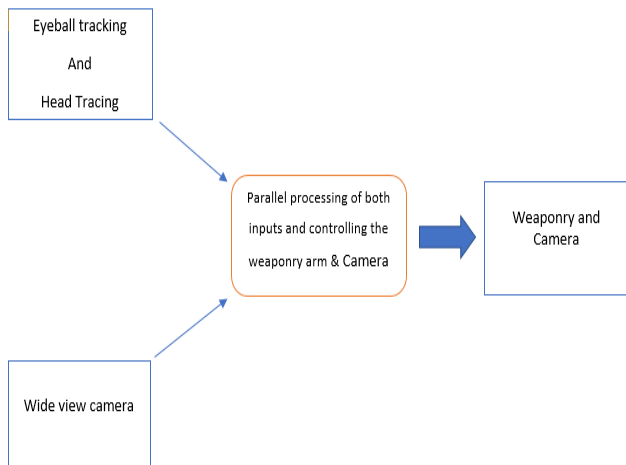 Eyeball tracking
And
Head Tracing
Parallel processing of both
inputs and controlling the
weaponry arm & Camera
Weaponry and
Camera
Wide view camera